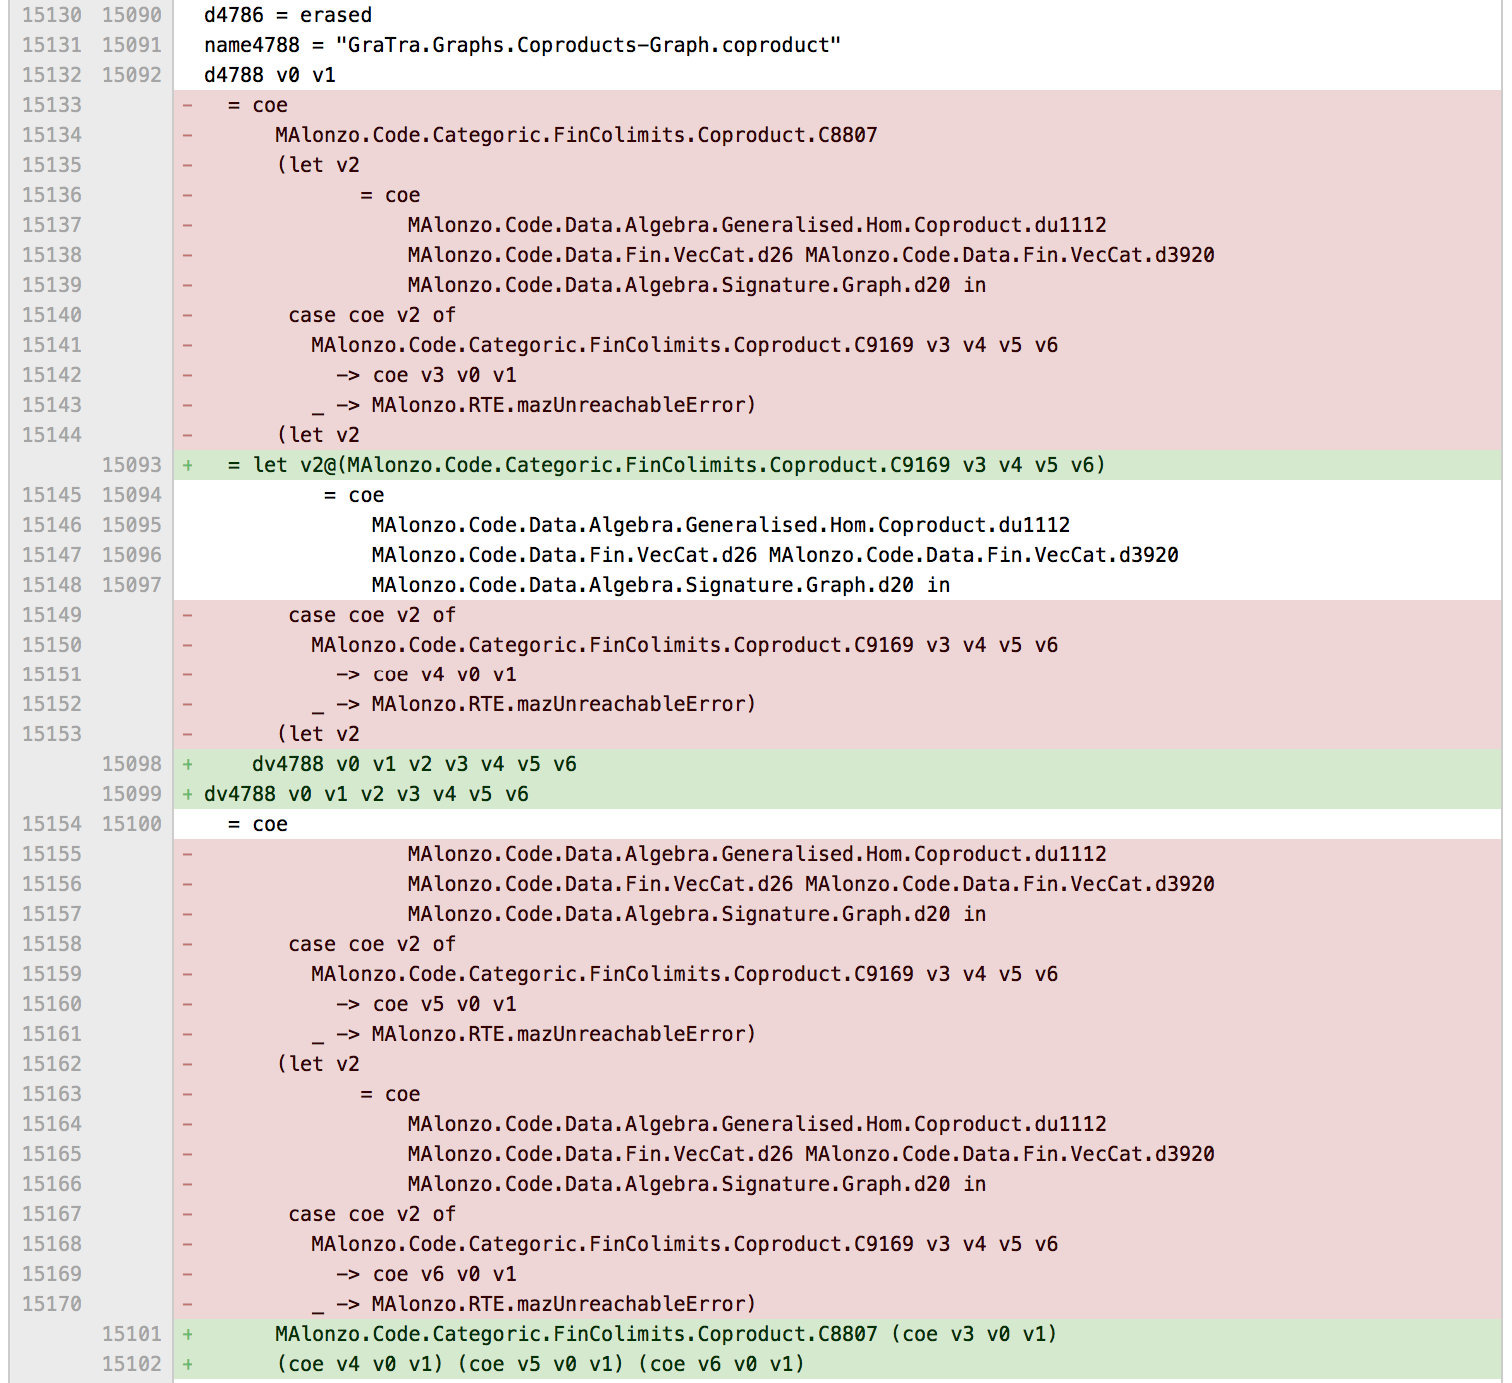 15130 15090 d4786 = erased
15131 15091 name4788 = "GraTra.Graphs.Coproducts-Graph.coproduct"
15132 15092 d4788 v0 v1
15133 - = coe
15134 - MAlonzo.Code.Categoric.FinColimits.Coproduct.C8807
15135 - (let v2
15136 - = coe
15137 - MAlonzo.Code.Data.Algebra.Generalised.Hom.Coproduct.du1112
15138 - MAlonzo.Code.Data.Fin.VecCat.d26 MAlonzo.Code.Data.Fin.VecCat.d3920
15139 - MAlonzo.Code.Data.Algebra.Signature.Graph.d20 in
15140 - case coe v2 of
15141 - MAlonzo.Code.Categoric.FinColimits.Coproduct.C9169 v3 v4 v5 v6
15142 - -> coe v3 v0 v1
15143 - _ -> MAlonzo.RTE.mazUnreachableError)
15144 - (let v2
15093 + = let v2@(MAlonzo.Code.Categoric.FinColimits.Coproduct.C9169 v3 v4 v5 v6)
15145 15094 = coe
15146 15095 MAlonzo.Code.Data.Algebra.Generalised.Hom.Coproduct.du1112
15147 15096 MAlonzo.Code.Data.Fin.VecCat.d26 MAlonzo.Code.Data.Fin.VecCat.d3920
15148 15097 MAlonzo.Code.Data.Algebra.Signature.Graph.d20 in
15149 - case coe v2 of
15150 - MAlonzo.Code.Categoric.FinColimits.Coproduct.C9169 v3 v4 v5 v6
15151 - -> coe v4 v0 v1
15152 - _ -> MAlonzo.RTE.mazUnreachableError)
15153 - (let v2
15098 + dv4788 v0 v1 v2 v3 v4 v5 v6
15099 + dv4788 v0 v1 v2 v3 v4 v5 v6
15154 15100 = coe
15155 - MAlonzo.Code.Data.Algebra.Generalised.Hom.Coproduct.du1112
15156 - MAlonzo.Code.Data.Fin.VecCat.d26 MAlonzo.Code.Data.Fin.VecCat.d3920
15157 - MAlonzo.Code.Data.Algebra.Signature.Graph.d20 in
15158 - case coe v2 of
15159 - MAlonzo.Code.Categoric.FinColimits.Coproduct.C9169 v3 v4 v5 v6
15160 - -> coe v5 v0 v1
15161 - _ -> MAlonzo.RTE.mazUnreachableError)
15162 - (let v2
15163 - = coe
15164 - MAlonzo.Code.Data.Algebra.Generalised.Hom.Coproduct.du1112
15165 - MAlonzo.Code.Data.Fin.VecCat.d26 MAlonzo.Code.Data.Fin.VecCat.d3920
15166 - MAlonzo.Code.Data.Algebra.Signature.Graph.d20 in
15167 - case coe v2 of
15168 - MAlonzo.Code.Categoric.FinColimits.Coproduct.C9169 v3 v4 v5 v6
15169 - -> coe v6 v0 v1
15170 - _ -> MAlonzo.RTE.mazUnreachableError)
15101 + MAlonzo.Code.Categoric.FinColimits.Coproduct.C8807 (coe v3 v0 v1)
15102 + (coe v4 v0 v1) (coe v5 v0 v1) (coe v6 v0 v1)